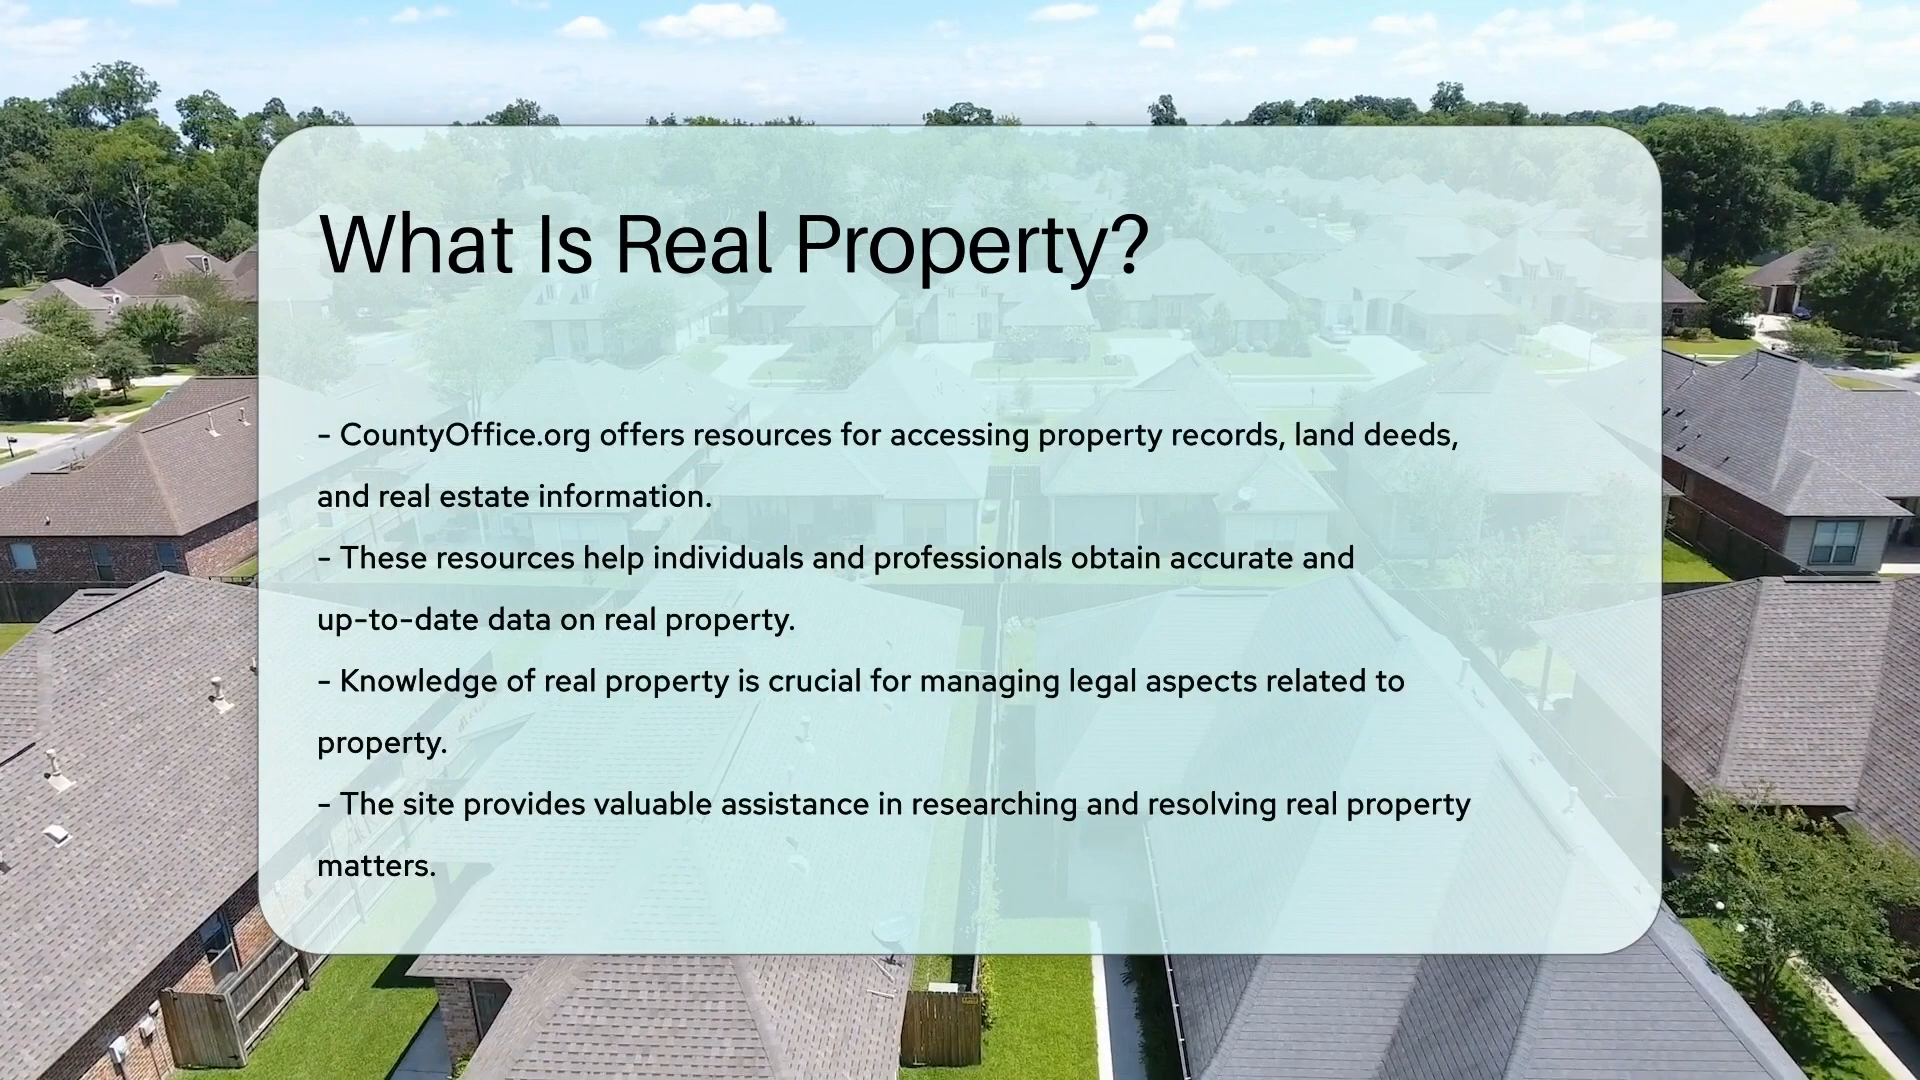 What Is Real Property?
- CountyOffice.org offers resources for accessing property records, land deeds,
and real estate information.
- These resources help individuals and professionals obtain accurate and
up-to-date data on real property.
- Knowledge of real property is crucial for managing legal aspects related to
property.
- The site provides valuable assistance in researching and resolving real property
matters.